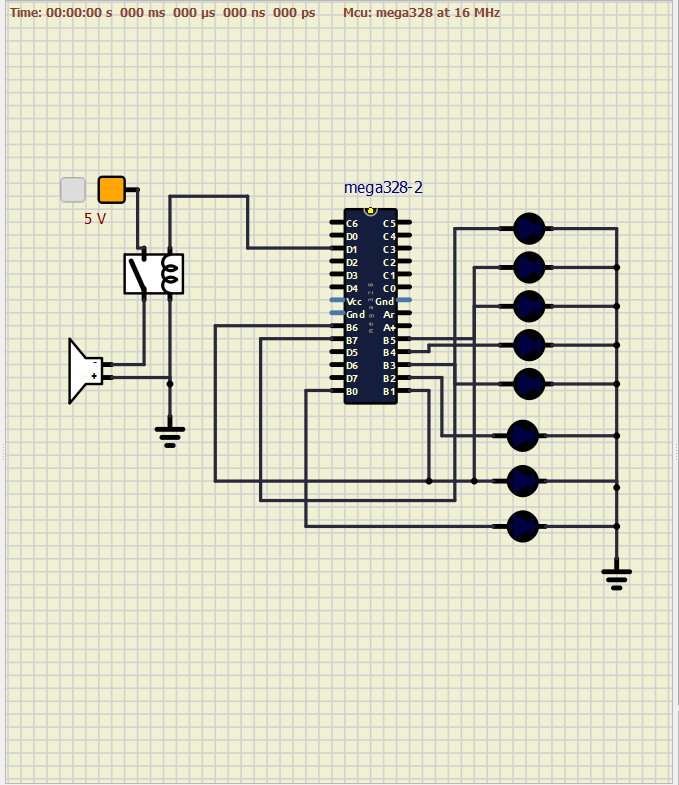 Time: 00:00:00 s 000 ms 000 µs 000 ns 000 ps Mcu: mega328 at 16 MHz
mega328-2
5 V
C6 C5
D0 C4
D1 C3
D2 C2
D3 C1
D4 C0
Vcc Gnd
Gnd Ar
B6 A+
B7 B5
D5 B4
D6 B3
D7 B2
B0 B1
mega328
-
+